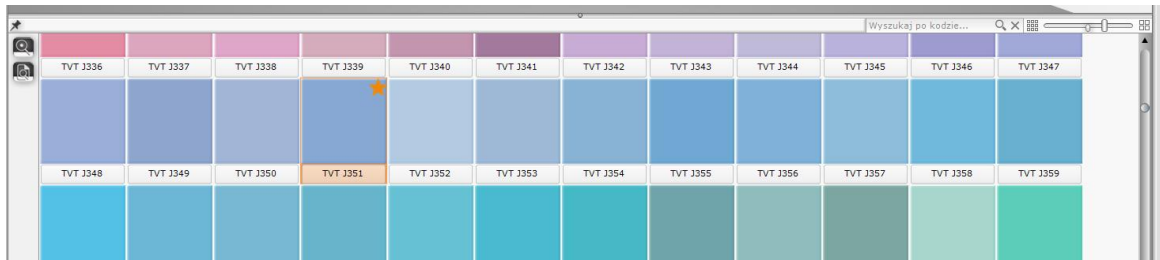 Wyszukaj po kodzie...
TVT J336 TVT J337 TVT J338 TVT J339 TVT J340 TVT J341 TVT J342 TVT J343 TVT J344 TVT J345 TVT J346 TVT J347
TVT J348 TVT J349 TVT J350 TVT J351 TVT J352 TVT J353 TVT J354 TVT J355 TVT J356 TVT J357 TVT J358 TVT J359